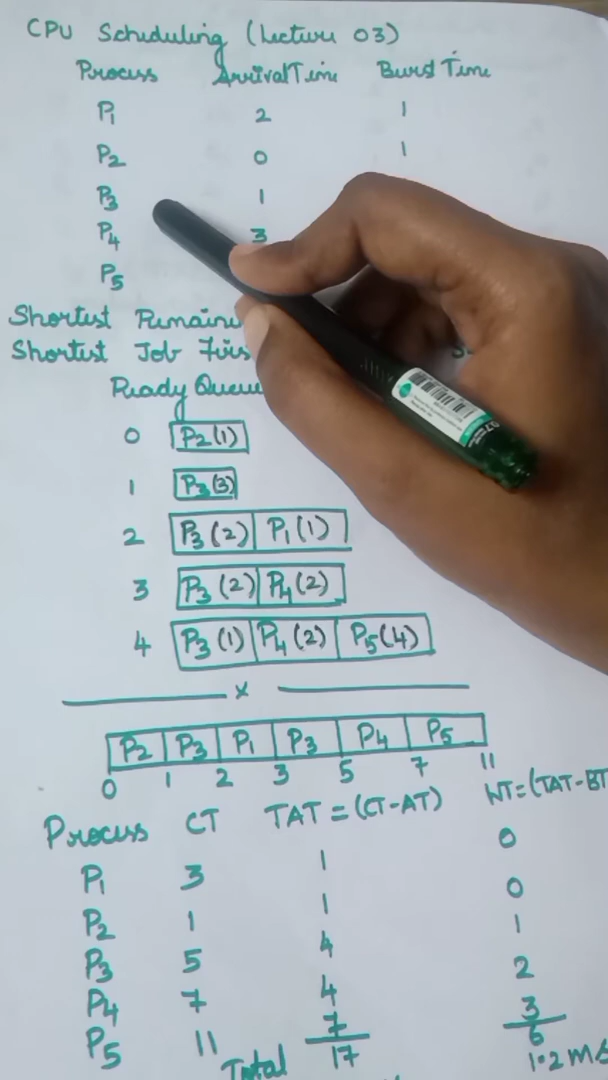 CPU Scheduling (Lecture 03)
Process Arrival Time Burst Time
P1 2 1
P2 0 1
P3 1
P4 3
P5
Shortest
Shortest Job
Ready
0 P2(1)
1 P3(3)
2 P3(2) P1(1)
3 P3(2) P4(2)
4 P3(1) P4(2) P5(4)
x
P2 P3 P1 P3 P4 P5
0 1 2 3 5 7 11
Process CT TAT = (CT-AT) WT = (TAT-BT
P1 3 1 0
P2 1 1 0
P3 5 4 1
P4 7 4 2
P5 11 7 3
Total 17 6
1.2 ms
0.7